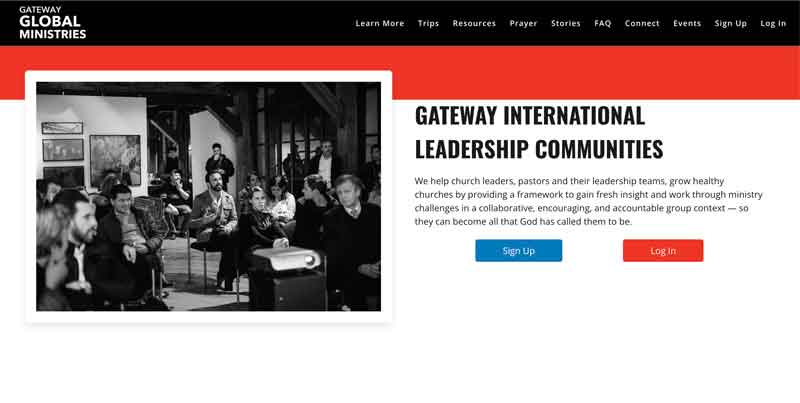 GATEWAY
GLOBAL
MINISTRIES
Learn More Trips Resources Prayer Stories FAQ Connect Events Sign Up Log In
GATEWAY INTERNATIONAL
LEADERSHIP COMMUNITIES
We help church leaders, pastors and their leadership teams, grow healthy
churches by providing a framework to gain fresh insight and work through ministry
challenges in a collaborative, encouraging, and accountable group context — so
they can become all that God has called them to be.
Sign Up Log In